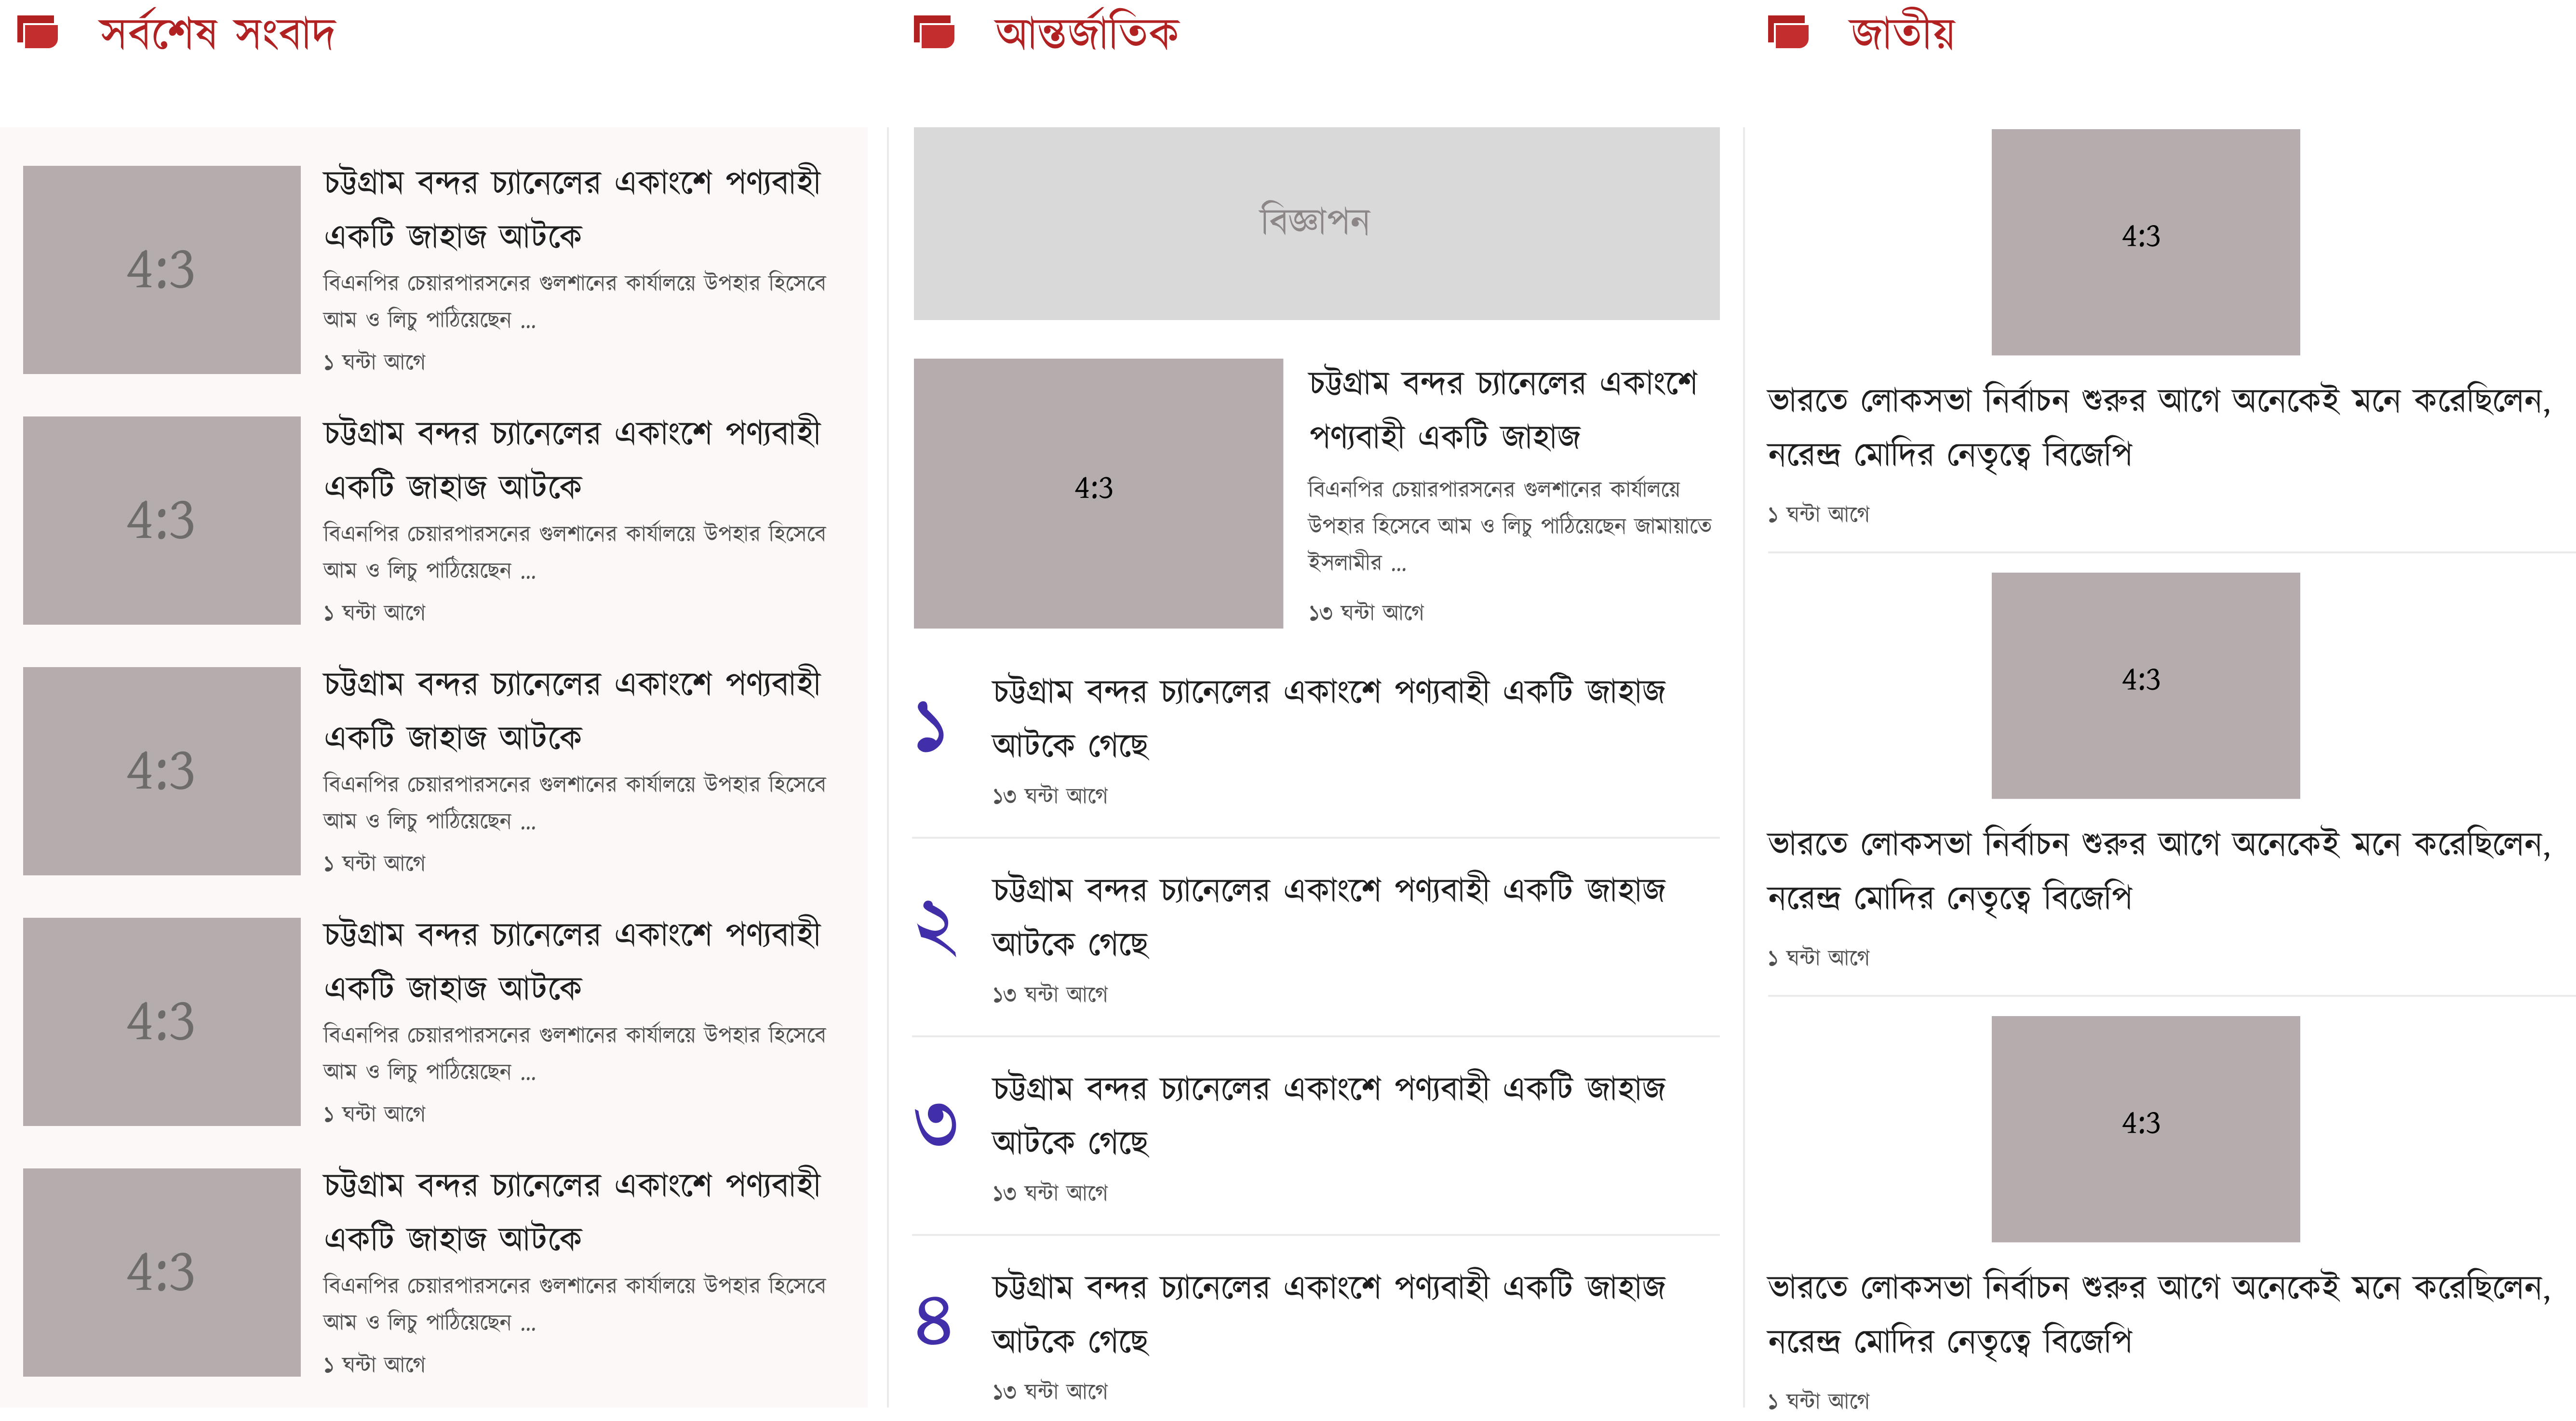 সর্বশেষ সংবাদ
4:3
চট্টগ্রাম বন্দর চ্যানেলের একাংশে পণ্যবাহী
একটি জাহাজ আটকে
বিএনপির চেয়ারপারসনের গুলশানের কার্যালয়ে উপহার হিসেবে
আম ও লিচু পাঠিয়েছেন ...
১ ঘন্টা আগে
4:3
চট্টগ্রাম বন্দর চ্যানেলের একাংশে পণ্যবাহী
একটি জাহাজ আটকে
বিএনপির চেয়ারপারসনের গুলশানের কার্যালয়ে উপহার হিসেবে
আম ও লিচু পাঠিয়েছেন ...
১ ঘন্টা আগে
4:3
চট্টগ্রাম বন্দর চ্যানেলের একাংশে পণ্যবাহী
একটি জাহাজ আটকে
বিএনপির চেয়ারপারসনের গুলশানের কার্যালয়ে উপহার হিসেবে
আম ও লিচু পাঠিয়েছেন ...
১ ঘন্টা আগে
4:3
চট্টগ্রাম বন্দর চ্যানেলের একাংশে পণ্যবাহী
একটি জাহাজ আটকে
বিএনপির চেয়ারপারসনের গুলশানের কার্যালয়ে উপহার হিসেবে
আম ও লিচু পাঠিয়েছেন ...
১ ঘন্টা আগে
4:3
চট্টগ্রাম বন্দর চ্যানেলের একাংশে পণ্যবাহী
একটি জাহাজ আটকে
বিএনপির চেয়ারপারসনের গুলশানের কার্যালয়ে উপহার হিসেবে
আম ও লিচু পাঠিয়েছেন ...
১ ঘন্টা আগে
আন্তর্জাতিক
বিজ্ঞাপন
4:3
চট্টগ্রাম বন্দর চ্যানেলের একাংশে
পণ্যবাহী একটি জাহাজ
বিএনপির চেয়ারপারসনের গুলশানের কার্যালয়ে
উপহার হিসেবে আম ও লিচু পাঠিয়েছেন জামায়াতে
ইসলামীর ...
১৩ ঘন্টা আগে
১
চট্টগ্রাম বন্দর চ্যানেলের একাংশে পণ্যবাহী একটি জাহাজ
আটকে গেছে
১৩ ঘন্টা আগে
২
চট্টগ্রাম বন্দর চ্যানেলের একাংশে পণ্যবাহী একটি জাহাজ
আটকে গেছে
১৩ ঘন্টা আগে
৩
চট্টগ্রাম বন্দর চ্যানেলের একাংশে পণ্যবাহী একটি জাহাজ
আটকে গেছে
১৩ ঘন্টা আগে
৪
চট্টগ্রাম বন্দর চ্যানেলের একাংশে পণ্যবাহী একটি জাহাজ
আটকে গেছে
১৩ ঘন্টা আগে
জাতীয়
4:3
ভারতে লোকসভা নির্বাচন শুরুর আগে অনেকেই মনে করেছিলেন,
নরেন্দ্র মোদির নেতৃত্বে বিজেপি
১ ঘন্টা আগে
4:3
ভারতে লোকসভা নির্বাচন শুরুর আগে অনেকেই মনে করেছিলেন,
নরেন্দ্র মোদির নেতৃত্বে বিজেপি
১ ঘন্টা আগে
4:3
ভারতে লোকসভা নির্বাচন শুরুর আগে অনেকেই মনে করেছিলেন,
নরেন্দ্র মোদির নেতৃত্বে বিজেপি
১ ঘন্টা আগে